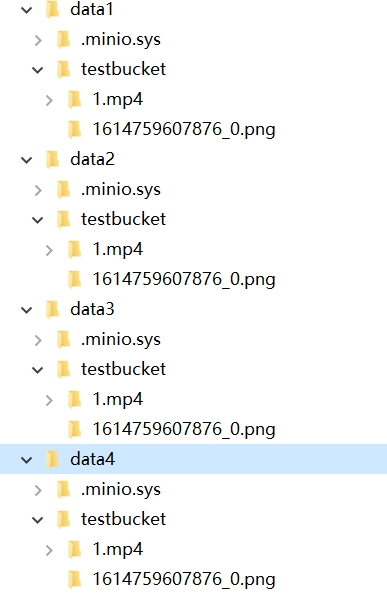 data1
.minio.sys
testbucket
1.mp4
1614759607876_0.png
data2
.minio.sys
testbucket
1.mp4
1614759607876_0.png
data3
.minio.sys
testbucket
1.mp4
1614759607876_0.png
data4
.minio.sys
testbucket
1.mp4
1614759607876_0.png